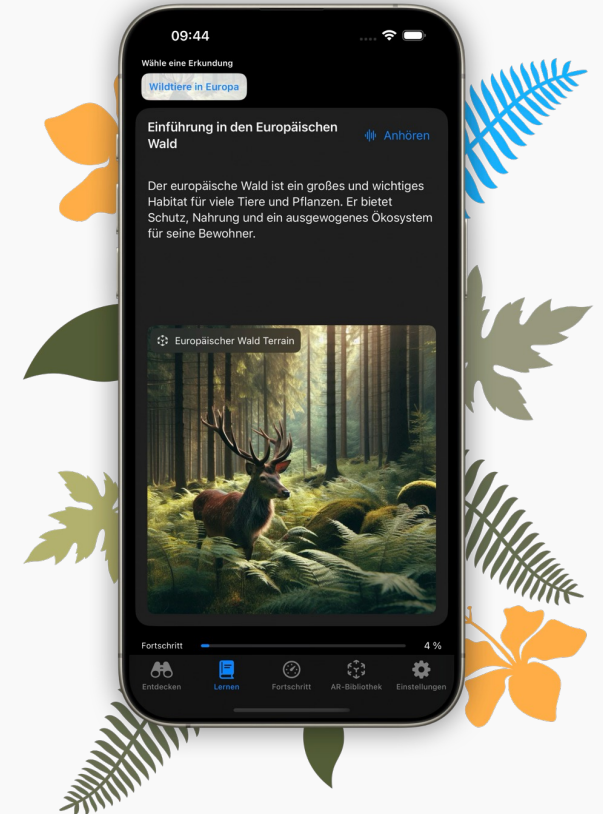 09:44
Wähle eine Erkundung
Wildtiere in Europa
Einführung in den Europäischen
Wald
Anhören
Der europäische Wald ist ein großes und wichtiges
Habitat für viele Tiere und Pflanzen. Er bietet
Schutz, Nahrung und ein ausgewogenes Ökosystem
für seine Bewohner.
Europäischer Wald Terrain
Fortschritt
4 %
Entdecken
Lernen
Fortschritt
AR-Bibliothek
Einstellungen